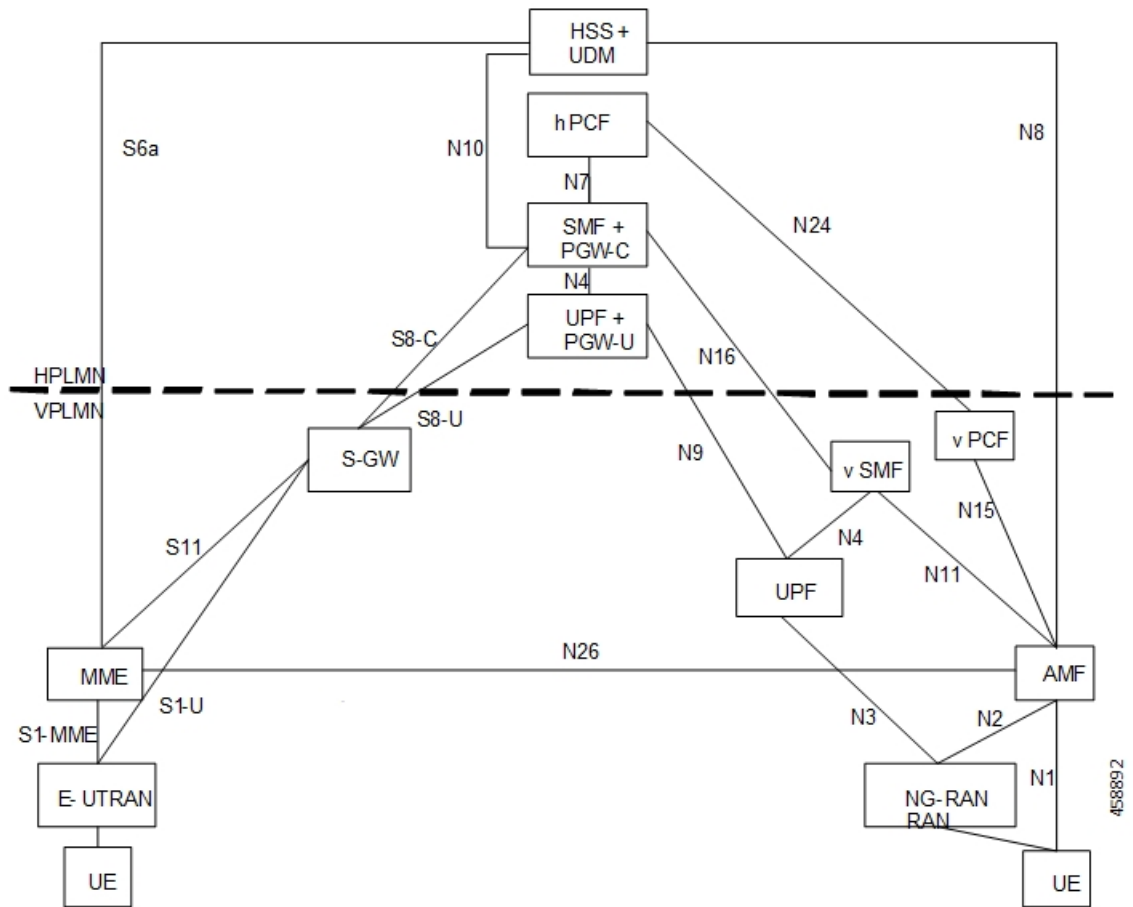 HSS +
UDM
h PCF
S6a
N10
N8
N7
SMF +
PGW-C
N24
N4
UPF +
PGW-U
S8-C
N16
HPLMN
VPLMN
S8-U
v PCF
S-GW
N9
v SMF
N15
S11
N4
N11
UPF
N26
MME
AMF
S1-U
N3
N2
S1-MME
N1
E- UTRAN
NG-RAN
RAN
UE
UE
458892